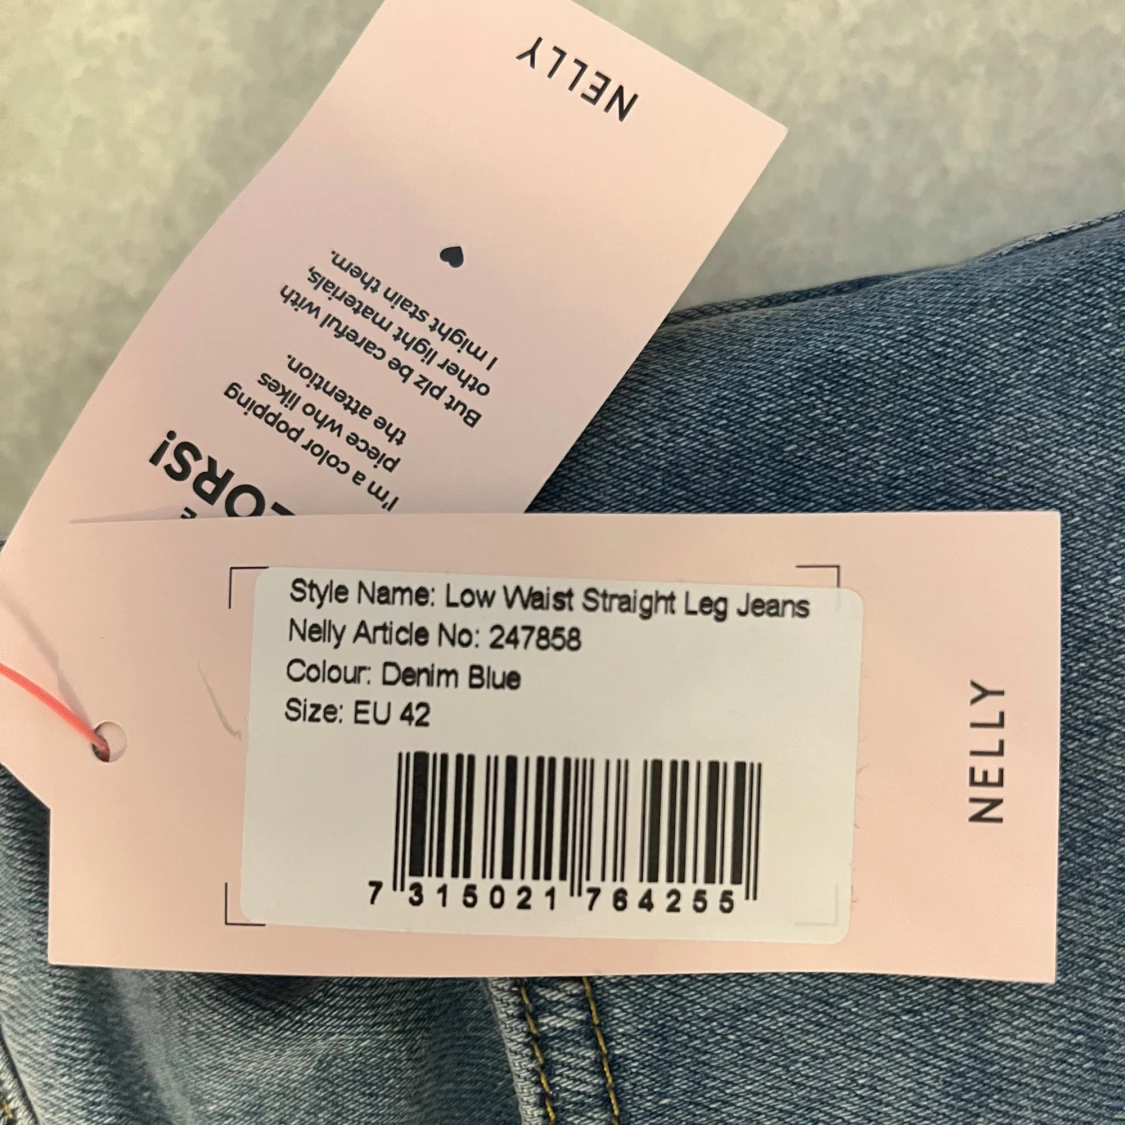 NELLY
I might stain them.
other light materials,
But plz be careful with
the attention.
piece who likes
I'm a color popping
Style Name: Low Waist Straight Leg Jeans
Nelly Article No: 247858
Colour: Denim Blue
Size: EU 42
7 315021 764255
NELLY